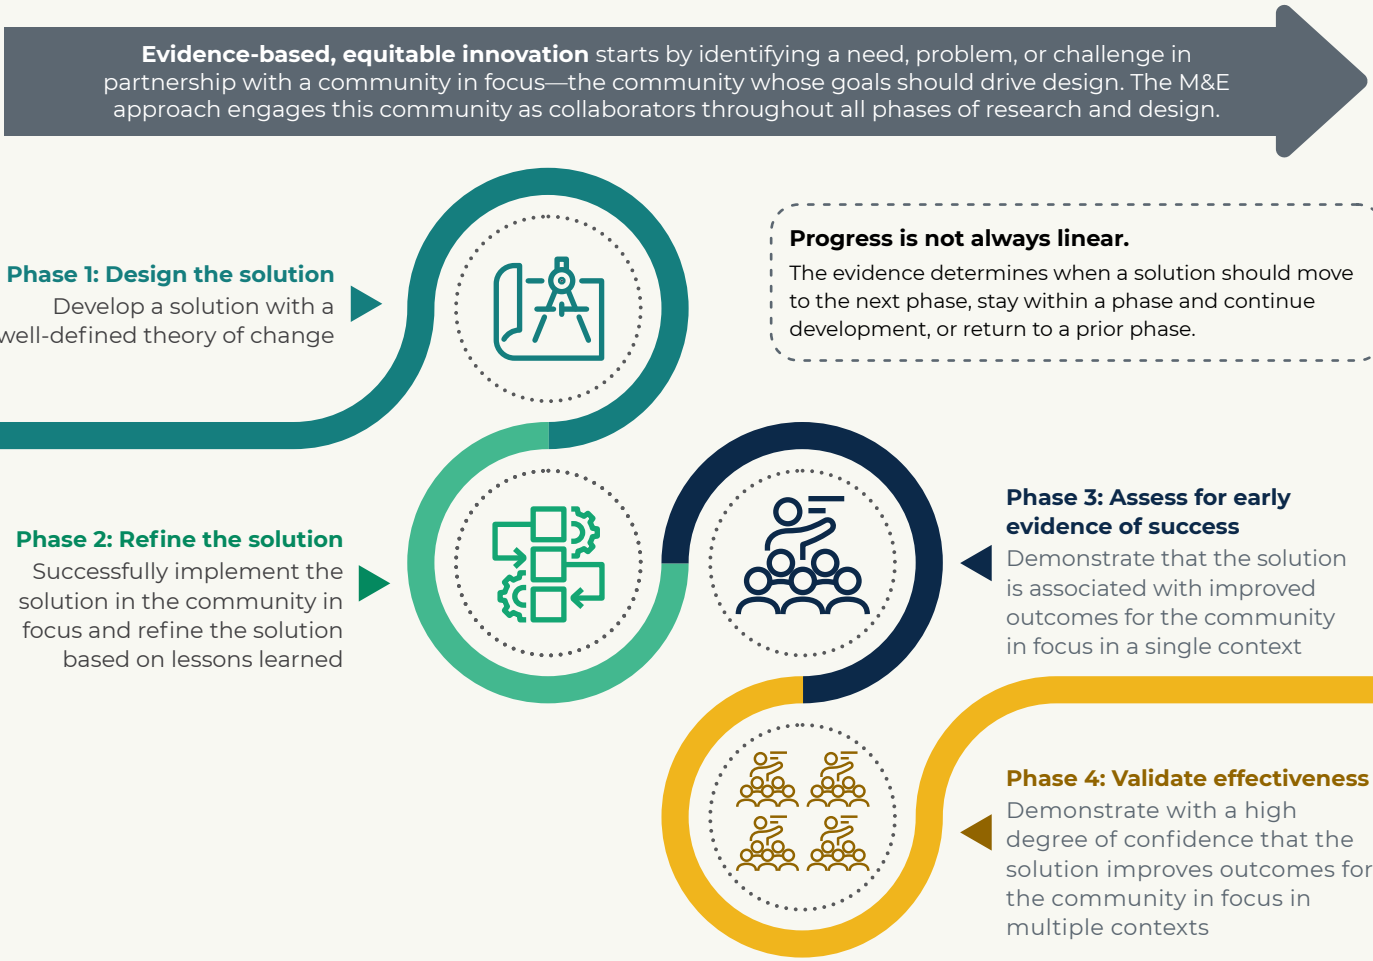 Evidence-based, equitable innovation starts by identifying a need, problem, or challenge in
partnership with a community in focus—the community whose goals should drive design. The M&E
approach engages this community as collaborators throughout all phases of research and design.
Progress is not always linear.
The evidence determines when a solution should move
to the next phase, stay within a phase and continue
development, or return to a prior phase.
Phase 1: Design the solution
Develop a solution with a
well-defined theory of change
Phase 2: Refine the solution
Successfully implement the
solution in the community in
focus and refine the solution
based on lessons learned
Phase 3: Assess for early
evidence of success
Demonstrate that the solution
is associated with improved
outcomes for the community
in focus in a single context
Phase 4: Validate effectiveness
Demonstrate with a high
degree of confidence that the
solution improves outcomes for
the community in focus in
multiple contexts